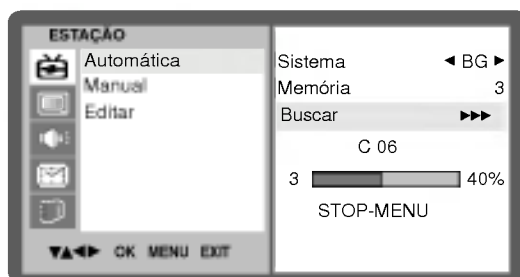 ESTAÇÃO
Automática
Manual
Editar
▼▲◄► OK MENU EXIT
Sistema ◄ BG ►
Memória 3
Buscar ►►►
C 06
3 40%
STOP-MENU